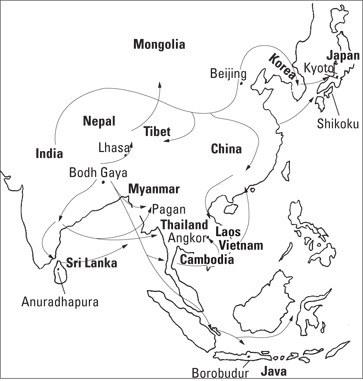 Mongolia
Japan
Korea
Kyoto
Beijing
Shikoku
Nepal
Tibet
Lhasa
China
India
Bodh Gaya
Myanmar
Pagan
Thailand
Laos
Angkor
Vietnam
Cambodia
Sri Lanka
Anuradhapura
Borobudur
Java